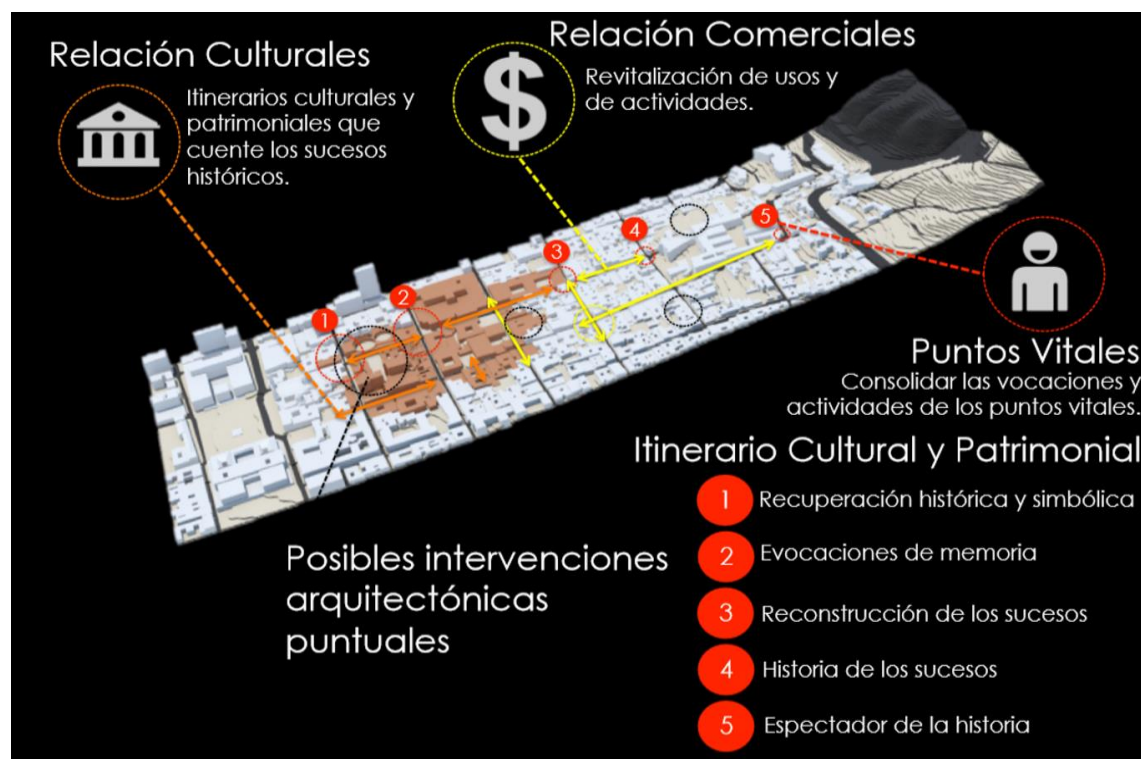 Relación Culturales
Itinerarios culturales y
patrimoniales que
cuente los sucesos
históricos.
Relación Comerciales
$
Revitalización de usos y
de actividades.
1
2
3
4
5
Puntos Vitales
Consolidar las vocaciones y
actividades de los puntos vitales.
Posibles intervenciones
arquitectónicas
puntuales
Itinerario Cultural y Patrimonial
1 Recuperación histórica y simbólica
2 Evocaciones de memoria
3 Reconstrucción de los sucesos
4 Historia de los sucesos
5 Espectador de la historia